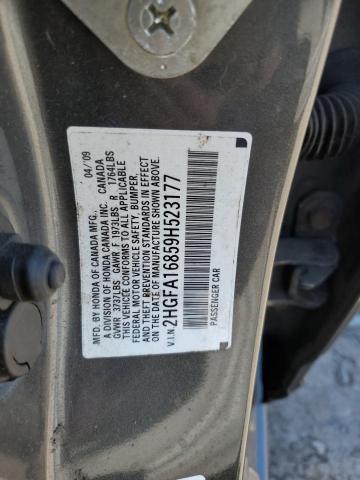 MFD. BY HONDA OF CANADA MFG., 04/09
A DIVISION OF HONDA CANADA INC. CANADA
GVWR 3737LBS GAWR F 1973LBS R 1764LBS
THIS VEHICLE CONFORMS TO ALL APPLICABLE
FEDERAL MOTOR VEHICLE SAFETY, BUMPER,
AND THEFT PREVENTION STANDARDS IN EFFECT
ON THE DATE OF MANUFACTURE SHOWN ABOVE.
V.I.N. 2HGFA16859H523177
PASSENGER CAR